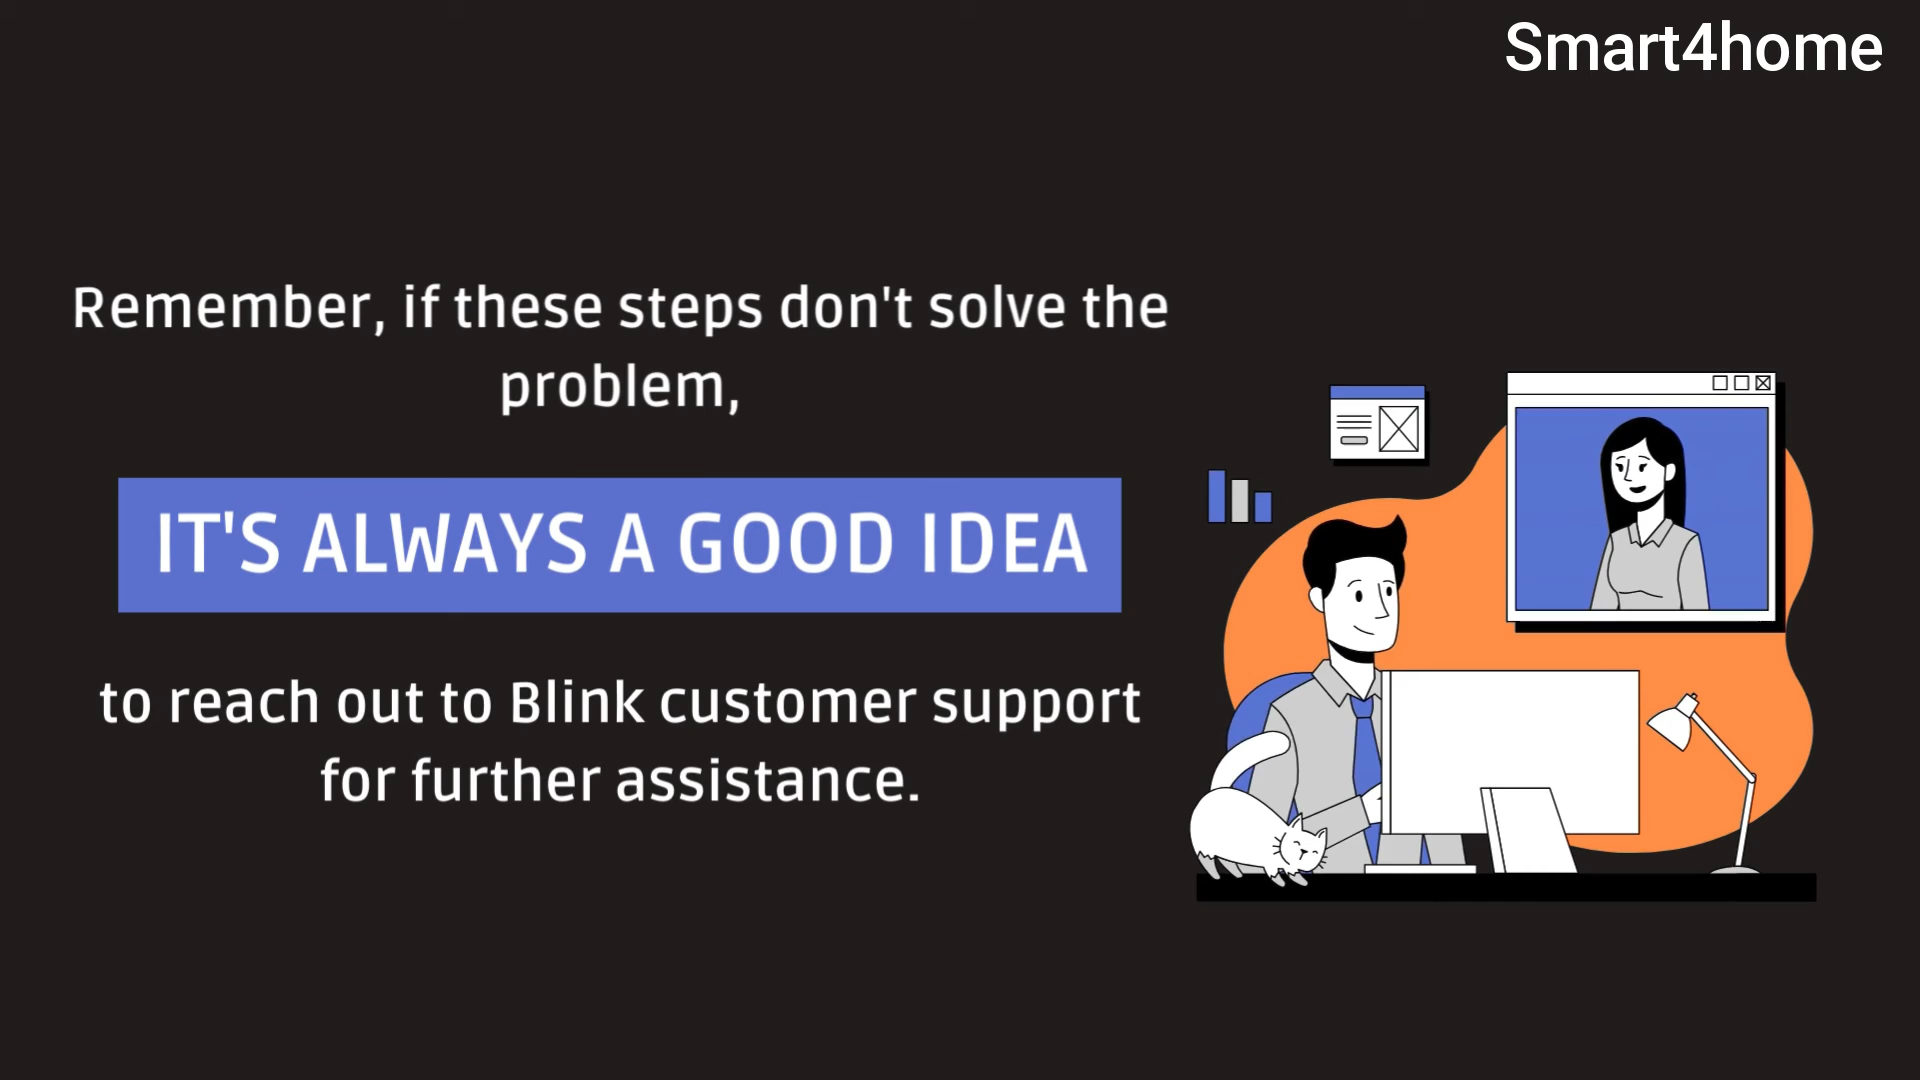 Smart4home
Remember, if these steps don't solve the
problem,
IT'S ALWAYS A GOOD IDEA
to reach out to Blink customer support
for further assistance.